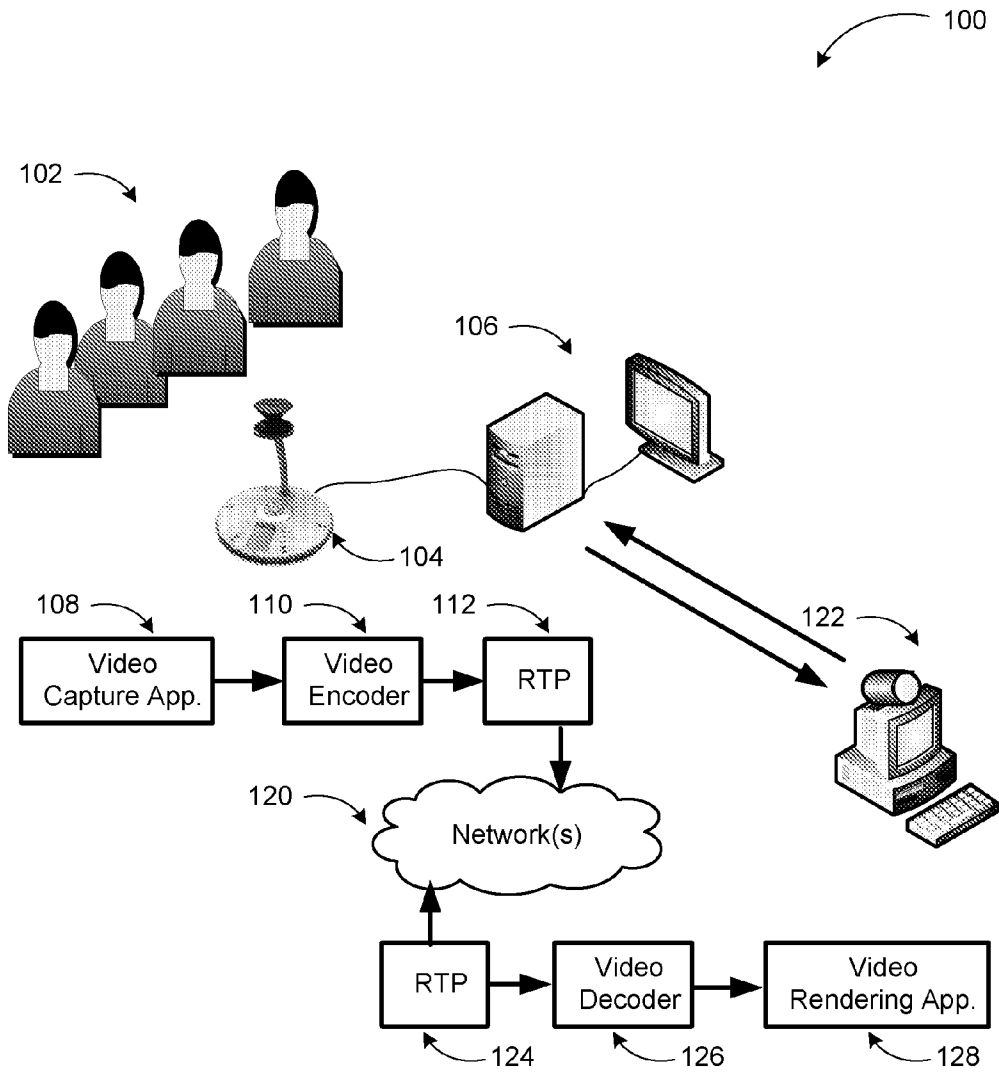 100
102
106
104
108
110
112
122
Video
Capture App.
Video
Encoder
RTP
120
Network(s)
RTP
Video
Decoder
Video
Rendering App.
124
126
128